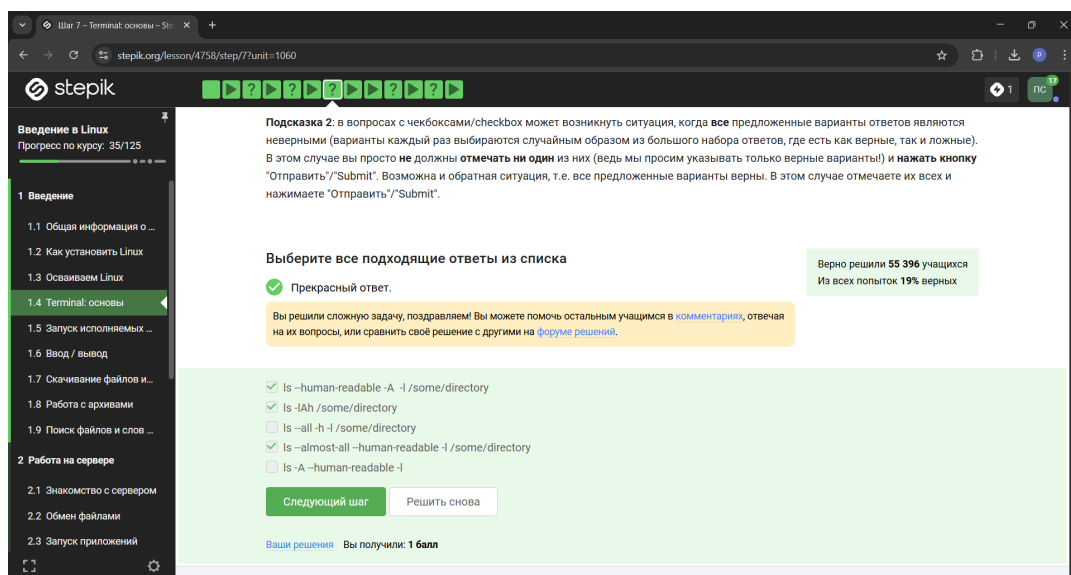 Шаг 7 – Terminal: основы – Ste
stepik.org/lesson/4758/step/7?unit=1060
P
stepik
? ? ? ? ?
1
ПС
17
Введение в Linux
Прогресс по курсу: 35/125
1 Введение
1.1 Общая информация о ...
1.2 Как установить Linux
1.3 Осваиваем Linux
1.4 Terminal: основы
1.5 Запуск исполняемых ...
1.6 Ввод / вывод
1.7 Скачивание файлов и...
1.8 Работа с архивами
1.9 Поиск файлов и слов ...
2 Работа на сервере
2.1 Знакомство с сервером
2.2 Обмен файлами
2.3 Запуск приложений
Подсказка 2: в вопросах с чекбоксами/checkbox может возникнуть ситуация, когда все предложенные варианты ответов являются
неверными (варианты каждый раз выбираются случайным образом из большого набора ответов, где есть как верные, так и ложные).
В этом случае вы просто не должны отмечать ни один из них (ведь мы просим указывать только верные варианты!) и нажать кнопку
"Отправить"/"Submit". Возможна и обратная ситуация, т.е. все предложенные варианты верны. В этом случае отмечаете их всех и
нажимаете "Отправить"/"Submit".
Выберите все подходящие ответы из списка
Верно решили 55 396 учащихся
Из всех попыток 19% верных
Прекрасный ответ.
Вы решили сложную задачу, поздравляем! Вы можете помочь остальным учащимся в комментариях, отвечая
на их вопросы, или сравнить своё решение с другими на форуме решений.
ls --human-readable -A -l /some/directory
ls -lAh /some/directory
ls --all -h -l /some/directory
ls --almost-all --human-readable -l /some/directory
ls -A --human-readable -l
Следующий шаг
Решить снова
Ваши решения Вы получили: 1 балл